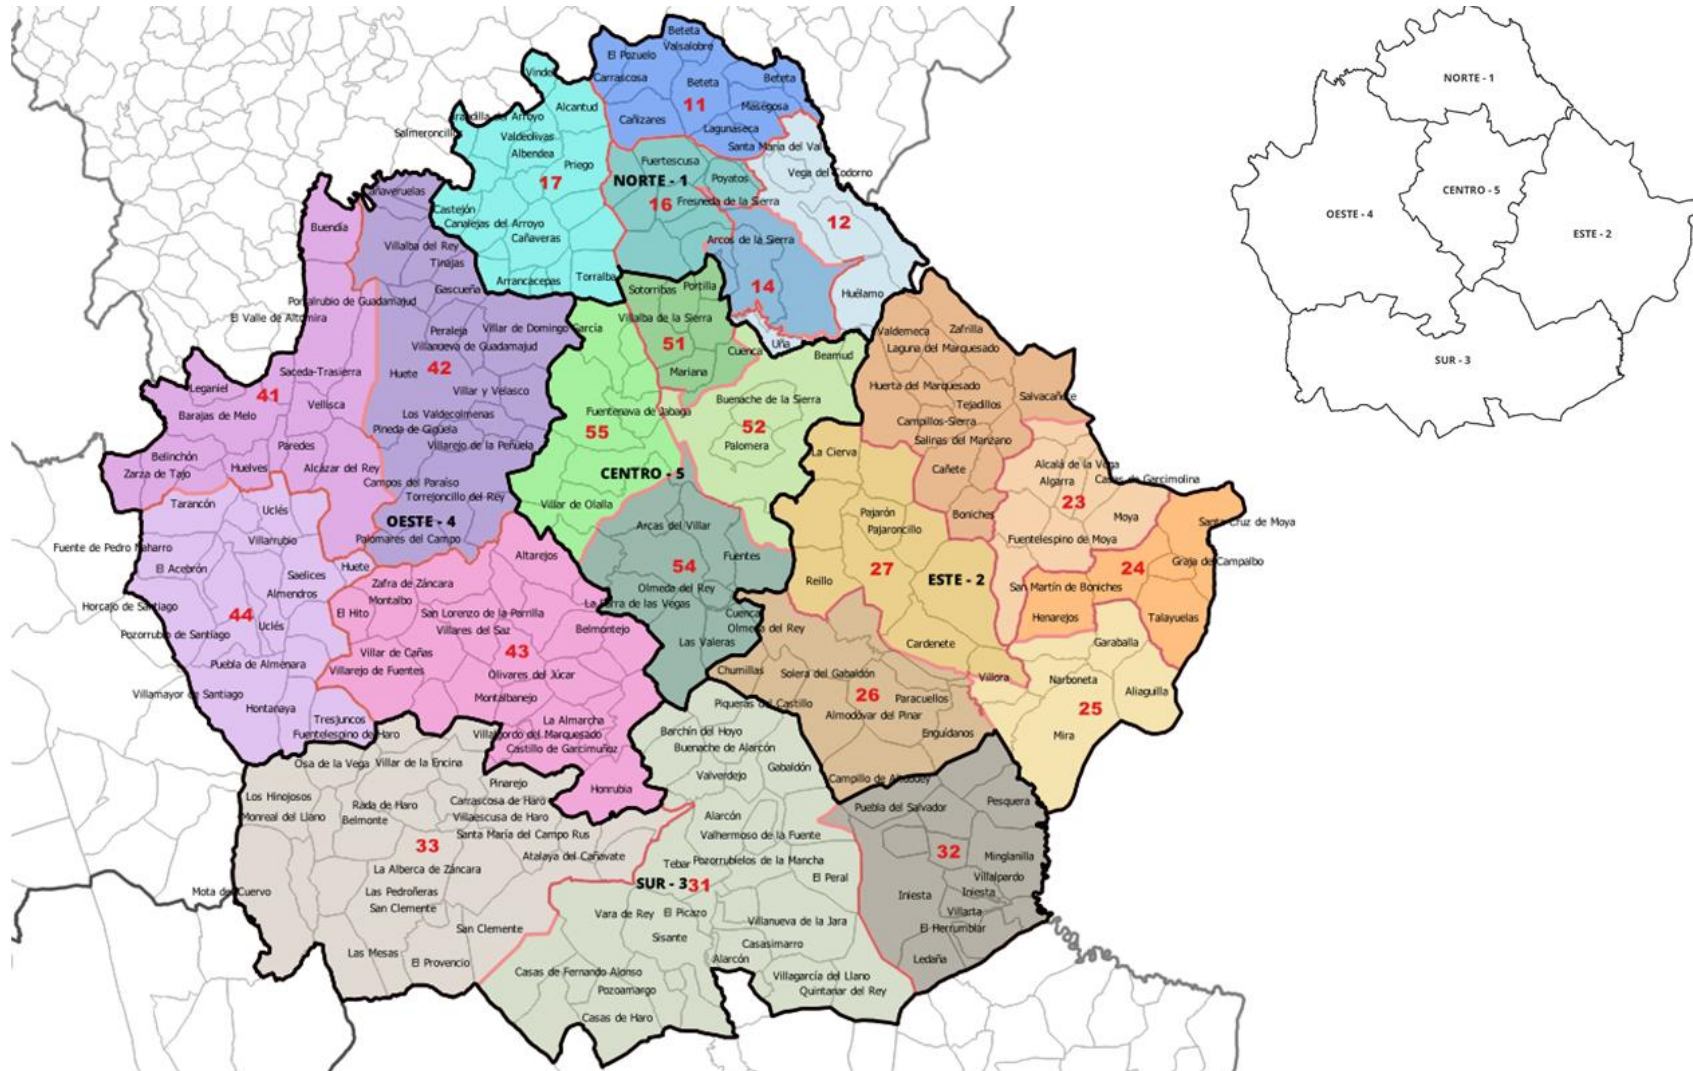 Beteta
Valsalobre
El Pozuelo
Carrascosa
Beteta
Beteta
11
Masegosa
Cañizares
Lagunaseca
Vindel
Alcantud
Arandilla del Arroyo
Salmeroncillos
Valdeolivas
Albendea
Priego
17
Santa María del Val
Vega del Codorno
Fuertescusa
NORTE - 1
Poyatos
16
Fresneda de la Sierra
12
Castejón
Canalejas del Arroyo
Cañaveras
Arcos de la Sierra
Arrancacepas
Torralba
14
Huélamo
Uña
Cañaveruelas
Buendía
Villalba del Rey
Tinajas
Gascueña
Portalrubio de Guadamajud
El Valle de Altomira
Peraleja
Villar de Domingo García
Villanueva de Guadamajud
Huete
42
Villar y Velasco
Saceda-Trasierra
Leganiel
41
Vellisca
Barajas de Melo
Los Valdecolmenas
Pineda de Gigüela
Villarejo de la Peñuela
Paredes
Belinchón
Huelves
Alcázar del Rey
Zarza de Tajo
Campos del Paraíso
Torrejoncillo del Rey
OESTE - 4
Palomares del Campo
Sotorribas
Portilla
Villalba de la Sierra
51
Cuenca
Mariana
Beamud
Fuentenava de Jabaga
55
Buenache de la Sierra
52
Palomera
CENTRO - 5
Villar de Olalla
Arcas del Villar
54
Fuentes
Olmeda del Rey
La Parra de las Vegas
Cuenca
Olmeda del Rey
Las Valeras
Valdemeca
Zafrilla
Laguna del Marquesado
Huerta del Marquesado
Tejadillos
Salvacañete
Campillos-Sierra
Salinas del Manzano
La Cierva
Cañete
Alcalá de la Vega
Algarra
Casas de Garcimolina
23
Pajarón
Pajaroncillo
Boniches
Moya
Santa Cruz de Moya
Fuentelespino de Moya
Graja de Campalbo
24
27
ESTE - 2
Reillo
San Martín de Boniches
Henarejos
Talayuelas
Cardenete
Garaballa
Víllora
Narboneta
Aliaguilla
25
Mira
Chumillas
Solera del Gabaldón
26
Paracuellos
Piqueras del Castillo
Almodóvar del Pinar
Enguídanos
Campillo de Altobuey
Tarancón
Uclés
Villarrubio
Fuente de Pedro Naharro
El Acebrón
Huete
Saelices
Almendros
Horcajo de Santiago
44
Uclés
Pozorrubio de Santiago
Puebla de Almenara
Villamayor de Santiago
Hontanaya
Tresjuncos
Fuentelespino de Haro
Altarejos
Zafra de Záncara
Montalbo
El Hito
San Lorenzo de la Parrilla
Villares del Saz
Belmontejo
Villar de Cañas
43
Villarejo de Fuentes
Olivares del Júcar
Montalbanejo
La Almarcha
Villalgordo del Marquesado
Castillo de Garcimuñoz
Honrubia
Osa de la Vega
Villar de la Encina
Pinarejo
Los Hinojosos
Carrascosa de Haro
Rada de Haro
Monreal del Llano
Belmonte
Villaescusa de Haro
Santa María del Campo Rus
33
Atalaya del Cañavate
La Alberca de Záncara
Mota del Cuervo
Las Pedroñeras
San Clemente
San Clemente
Las Mesas
El Provencio
Barchín del Hoyo
Buenache de Alarcón
Gabaldón
Valverdejo
Alarcón
Valhermoso de la Fuente
Tebar
Pozorrubielos de la Mancha
SUR - 3
31
El Peral
Vara de Rey
El Picazo
Villanueva de la Jara
Sisante
Casasimarro
Alarcón
Casas de Fernando Alonso
Villagarcía del Llano
Pozoamargo
Quintanar del Rey
Casas de Haro
Puebla del Salvador
Pesquera
32
Minglanilla
Villalpardo
Iniesta
Iniesta
Villarta
El Herrumblar
Ledaña
NORTE - 1
CENTRO - 5
OESTE - 4
ESTE - 2
SUR - 3